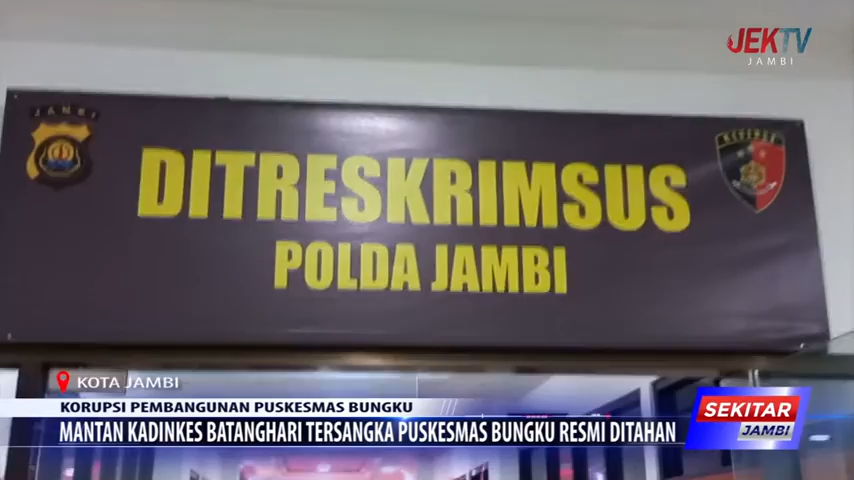 JEKTV
JAMBI
JAMBI
DITRESKRIMSUS
POLDA JAMBI
KOTA JAMBI
KORUPSI PEMBANGUNAN PUSKESMAS BUNGKU
MANTAN KADINKES BATANGHARI TERSANGKA PUSKESMAS BUNGKU RESMI DITAHAN
SEKITAR
JAMBI